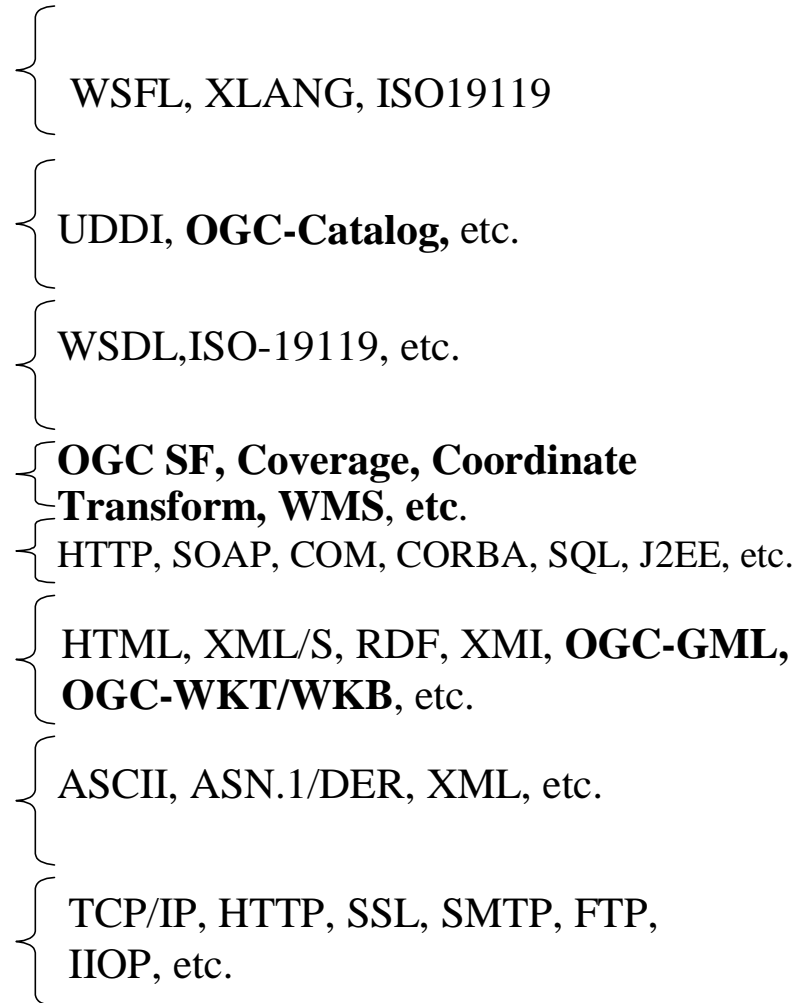 WSFL, XLANG, ISO19119
UDDI, OGC-Catalog, etc.
WSDL,ISO-19119, etc.
OGC SF, Coverage, Coordinate
Transform, WMS, etc.
HTTP, SOAP, COM, CORBA, SQL, J2EE, etc.
HTML, XML/S, RDF, XMI, OGC-GML,
OGC-WKT/WKB, etc.
ASCII, ASN.1/DER, XML, etc.
TCP/IP, HTTP, SSL, SMTP, FTP,
IIOP, etc.